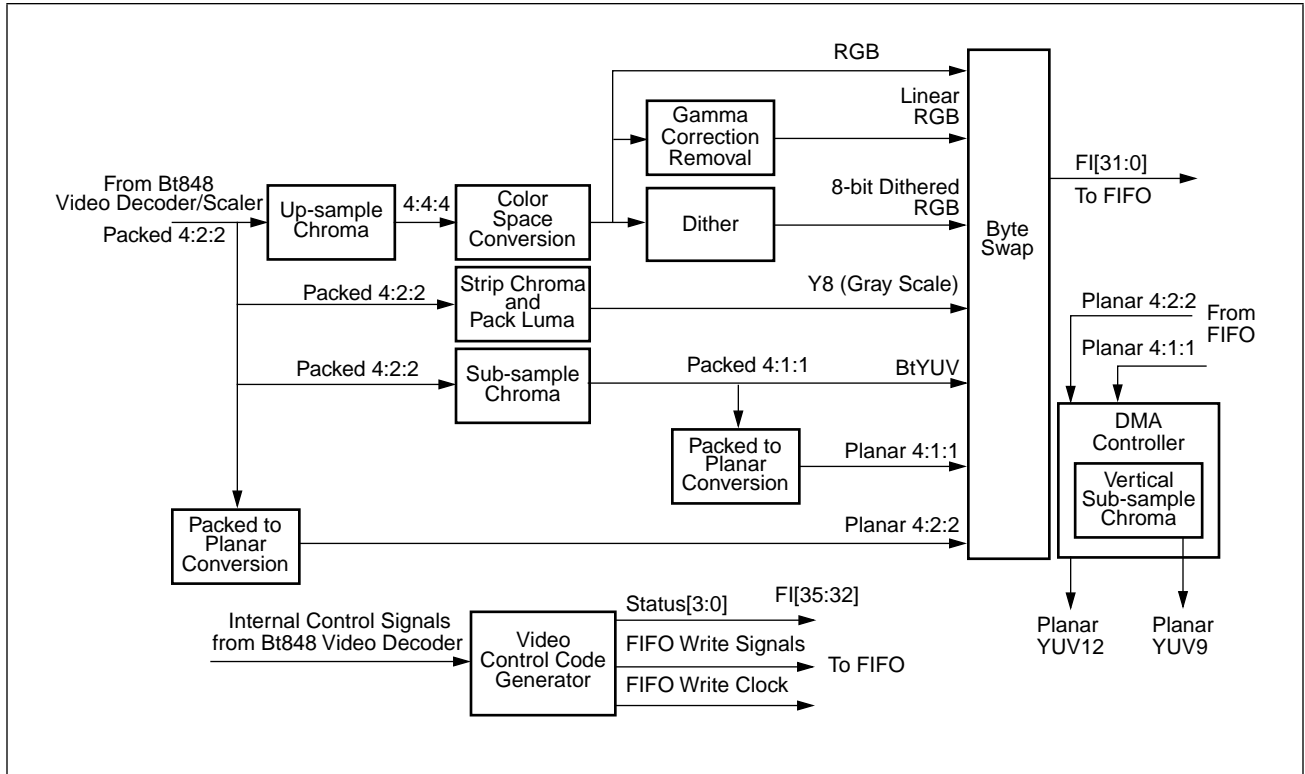 RGB
Linear
RGB
Gamma
Correction
Removal
FI[31:0]
To FIFO
From Bt848
Video Decoder/Scaler
Packed 4:2:2
Up-sample
Chroma
4:4:4
Color
Space
Conversion
8-bit Dithered
RGB
Dither
Byte
Swap
Packed 4:2:2
Strip Chroma
and
Pack Luma
Y8 (Gray Scale)
Planar 4:2:2
From
FIFO
Planar 4:1:1
Packed 4:2:2
Sub-sample
Chroma
Packed 4:1:1
BtYUV
DMA
Controller
Packed to
Planar
Conversion
Planar 4:1:1
Vertical
Sub-sample
Chroma
Packed to
Planar
Conversion
Planar 4:2:2
Planar
YUV12
Planar
YUV9
Internal Control Signals
from Bt848 Video Decoder
Video
Control Code
Generator
Status[3:0]
FI[35:32]
FIFO Write Signals
To FIFO
FIFO Write Clock